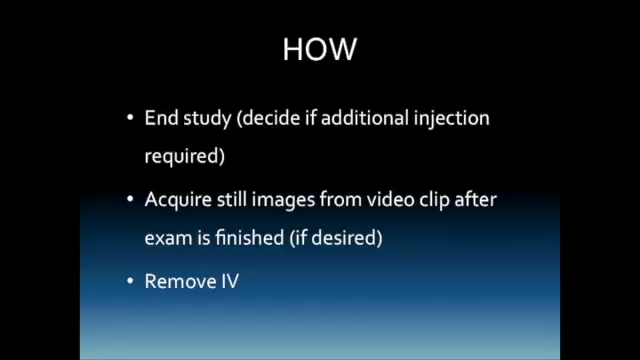 HOW
• End study (decide if additional injection
required)
• Acquire still images from video clip after
exam is finished (if desired)
• Remove IV